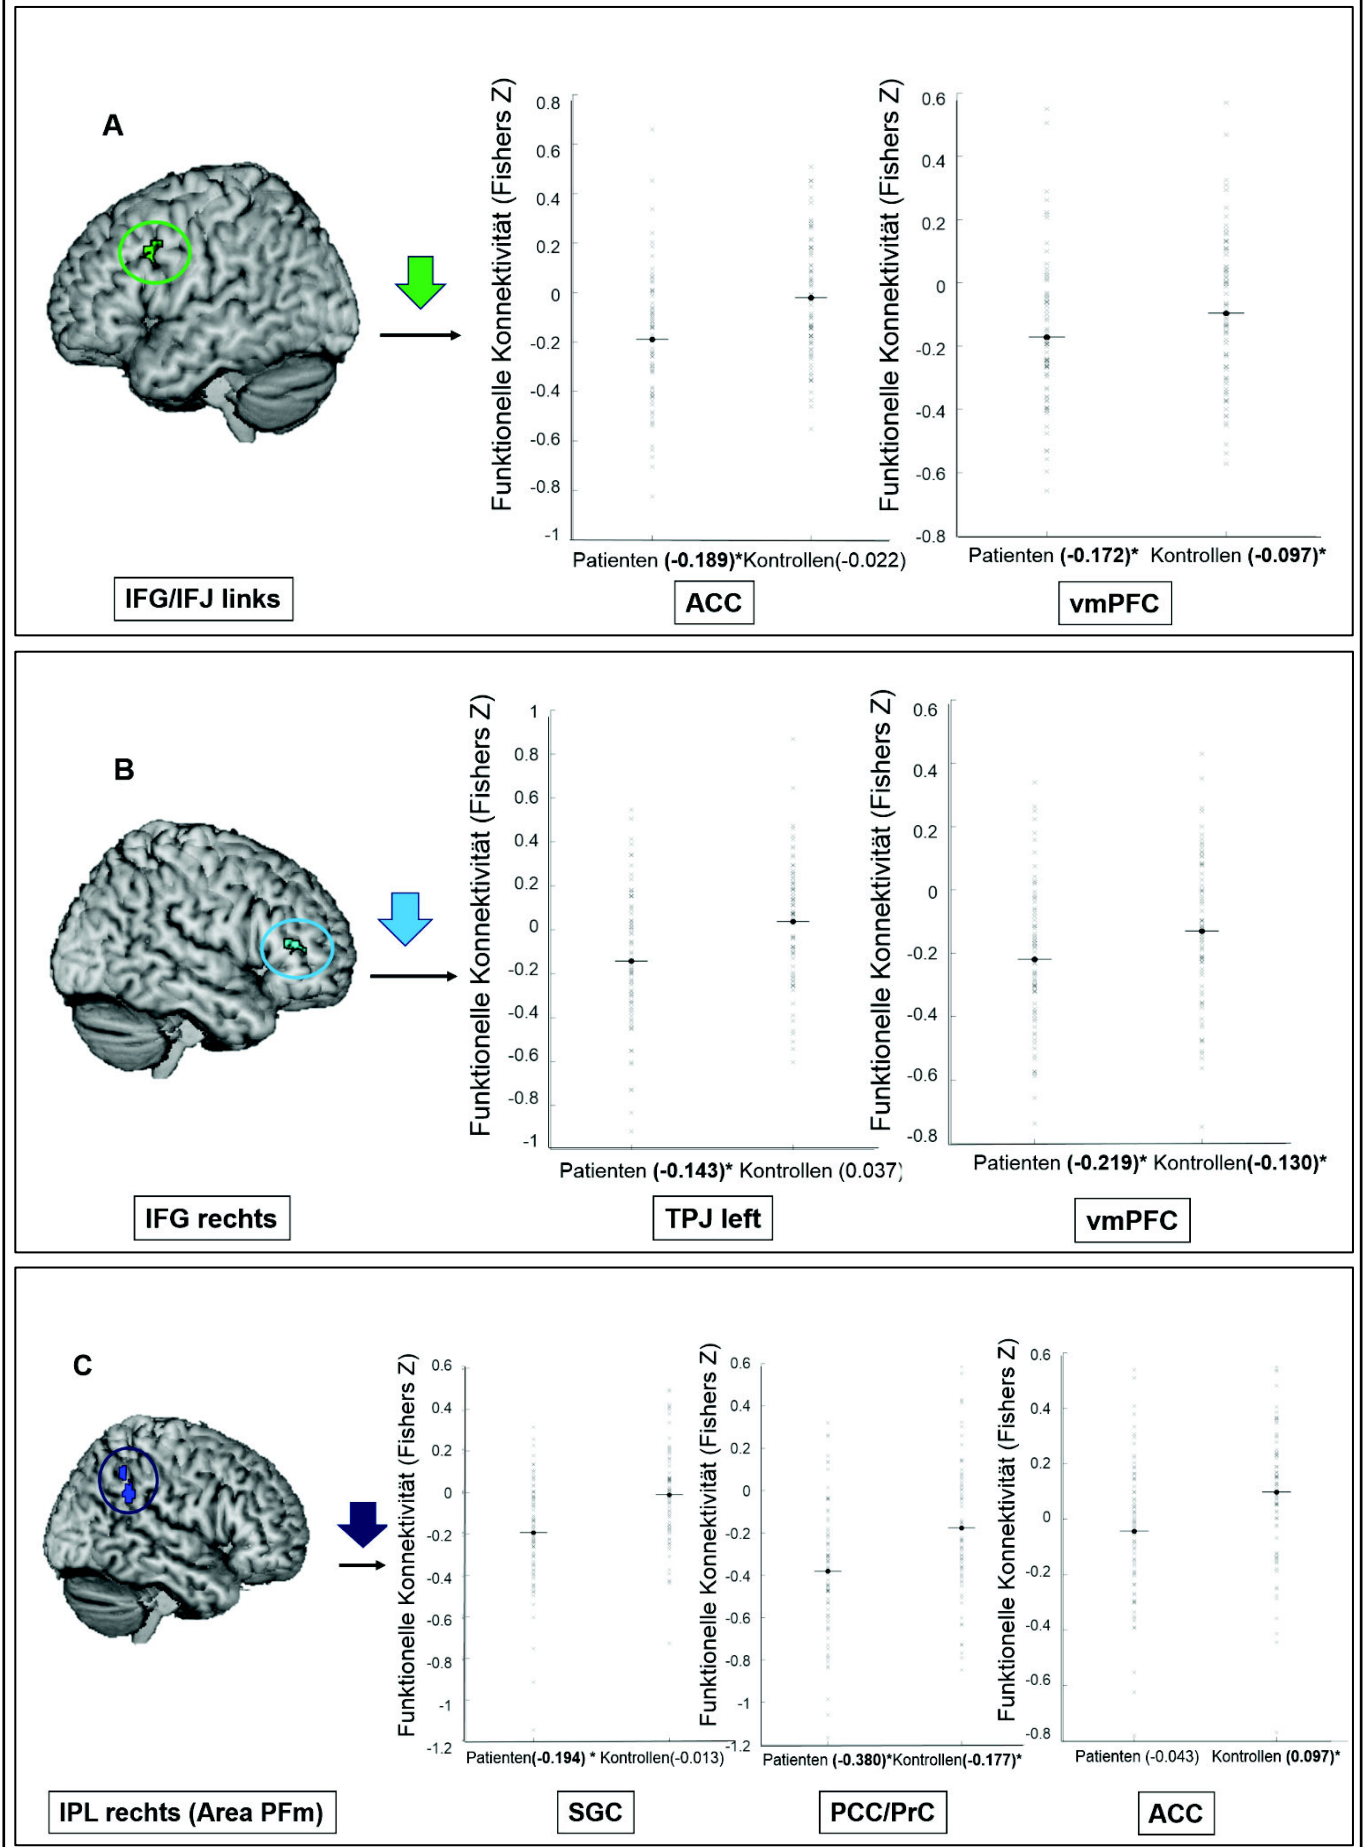 A
Funktionelle Konnektivität (Fishers Z)
0.8
0.6
0.4
0.2
0
-0.2
-0.4
-0.6
-0.8
-1
Patienten (-0.189)*Kontrollen(-0.022)
Funktionelle Konnektivität (Fishers Z)
0.6
0.4
0.2
0
-0.2
-0.4
-0.6
-0.8
Patienten (-0.172)* Kontrollen (-0.097)*
IFG/IFJ links
ACC
vmPFC
B
Funktionelle Konnektivität (Fishers Z)
1
0.8
0.6
0.4
0.2
0
-0.2
-0.4
-0.6
-0.8
-1
Patienten (-0.143)* Kontrollen (0.037)
Funktionelle Konnektivität (Fishers Z)
0.6
0.4
0.2
0
-0.2
-0.4
-0.6
-0.8
Patienten (-0.219)* Kontrollen(-0.130)*
IFG rechts
TPJ left
vmPFC
C
Funktionelle Konnektivität (Fishers Z)
0.6
0.4
0.2
0
-0.2
-0.4
-0.6
-0.8
-1
-1.2
Patienten(-0.194) * Kontrollen(-0.013)
Funktionelle Konnektivität (Fishers Z)
0.6
0.4
0.2
0
-0.2
-0.4
-0.6
-0.8
-1
-1.2
Patienten (-0.380)*Kontrollen(-0.177)*
Funktionelle Konnektivität (Fishers Z)
0.6
0.4
0.2
0
-0.2
-0.4
-0.6
-0.8
Patienten (-0.043) Kontrollen (0.097)*
IPL rechts (Area PFm)
SGC
PCC/PrC
ACC